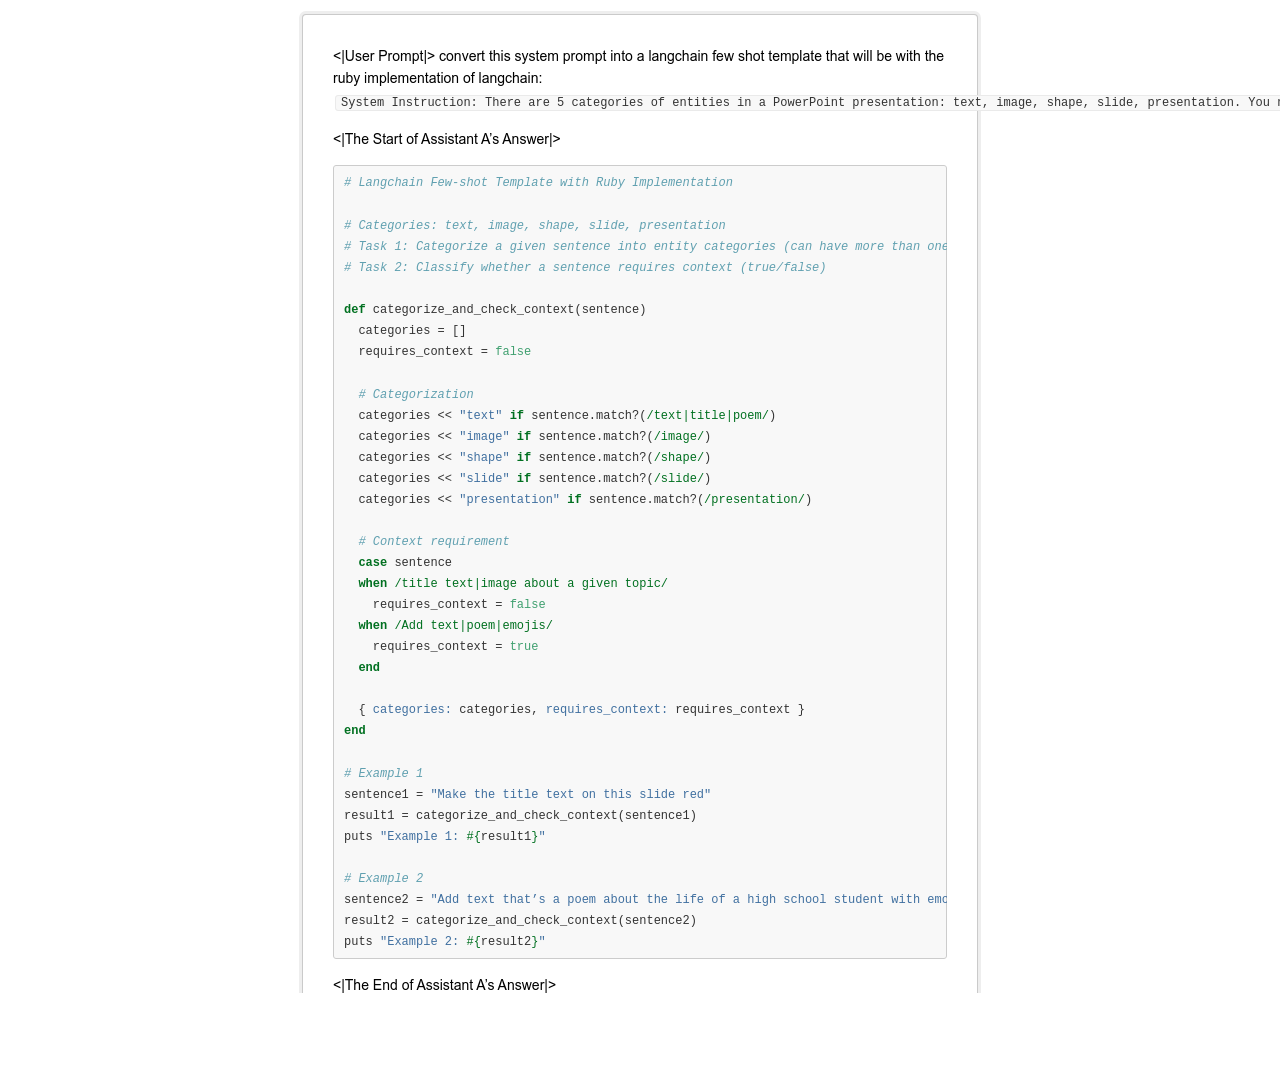 <|User Prompt|> convert this system prompt into a langchain few shot template that will be with the
ruby implementation of langchain:
System Instruction: There are 5 categories of entities in a PowerPoint presentation: text, image, shape, slide, presentation. You
<|The Start of Assistant A’s Answer|>
# Langchain Few-shot Template with Ruby Implementation
# Categories: text, image, shape, slide, presentation
# Task 1: Categorize a given sentence into entity categories (can have more than one
# Task 2: Classify whether a sentence requires context (true/false)
def categorize_and_check_context(sentence)
  categories = []
  requires_context = false
  # Categorization
  categories << "text" if sentence.match?(/text|title|poem/)
  categories << "image" if sentence.match?(/image/)
  categories << "shape" if sentence.match?(/shape/)
  categories << "slide" if sentence.match?(/slide/)
  categories << "presentation" if sentence.match?(/presentation/)
  # Context requirement
  case sentence
  when /title text|image about a given topic/
    requires_context = false
  when /Add text|poem|emojis/
    requires_context = true
  end
  { categories: categories, requires_context: requires_context }
end
# Example 1
sentence1 = "Make the title text on this slide red"
result1 = categorize_and_check_context(sentence1)
puts "Example 1: #{result1}"
# Example 2
sentence2 = "Add text that’s a poem about the life of a high school student with emo
result2 = categorize_and_check_context(sentence2)
puts "Example 2: #{result2}"
<|The End of Assistant A’s Answer|>